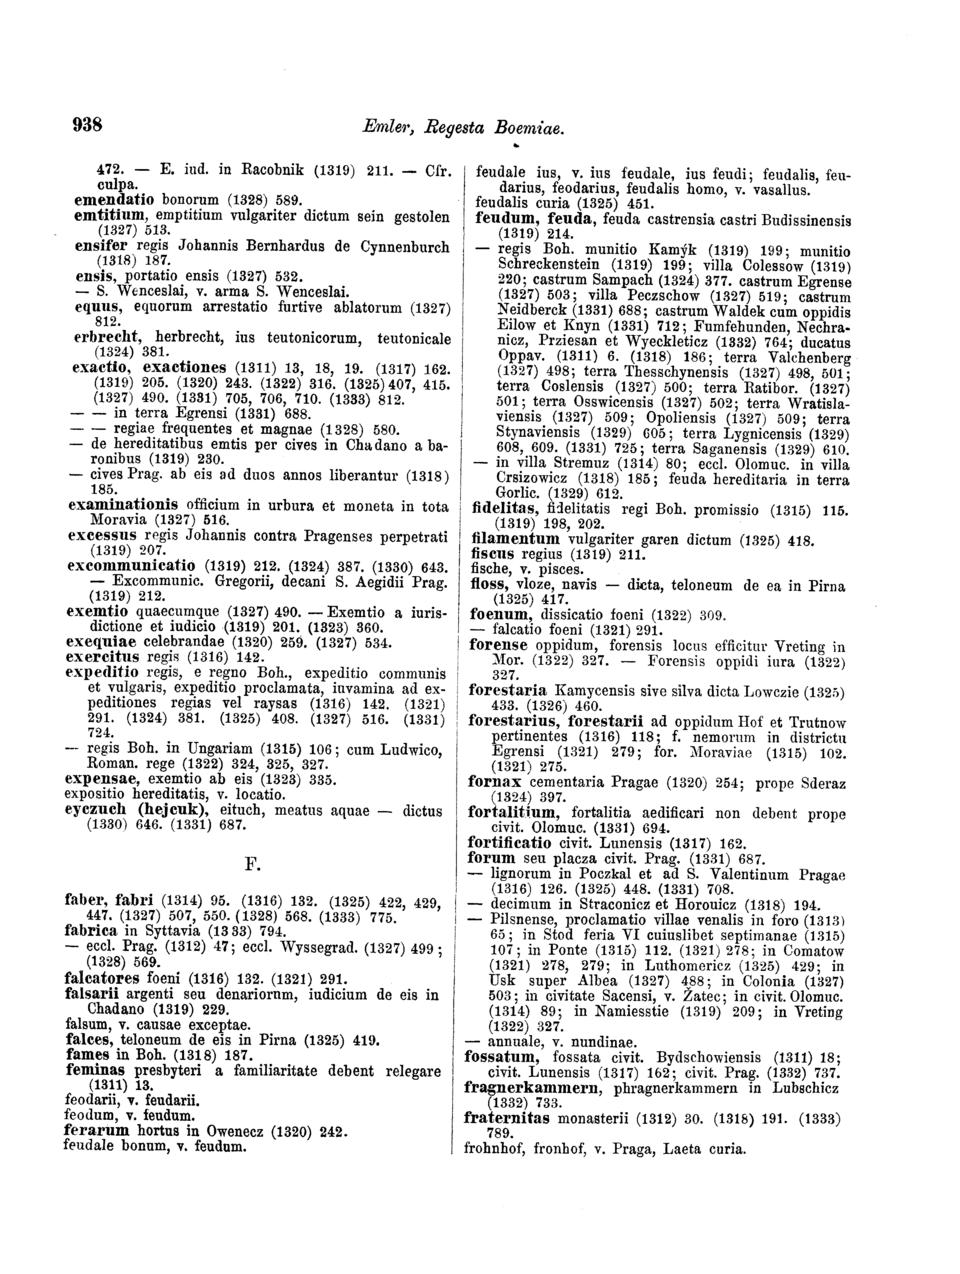 938
Emler, Regesta Boemiae.
472. — E. iud. in Racobnik (1319) 211. — Cfr.
culpa.
emendatio bonorum (1328) 589.
emtitium, emptitium vulgariter dictum sein gestolen
(1327) 513.
ensifer regis Johannis Bernhardus de Cynnenburch
(1318) 187.
ensis, portatio ensis (1327) 532.
— S. Wenceslai, v. arma S. Wenceslai.
equus, equorum arrestatio furtive ablatorum (1327)
812.
erbrecht, herbrecht, ius teutonicorum, teutonicale
(1324) 381.
exactio, exactiones (1311) 13, 18, 19. (1317) 162.
(1319) 205. (1320) 243. (1322) 316. (1325) 407, 415.
(1327) 490. (1331) 705, 706, 710. (1333) 812.
— — in terra Egrensi (1331) 688.
— — regiae frequentes et magnae (1328) 580.
— de hereditatibus emtis per cives in Chadano a ba-
ronibus (1319) 230.
— cives Prag. ab eis ad duos annos liberantur (1318)
185.
examinationis officium in urbura et moneta in tota
Moravia (1327) 516.
excessus regis Johannis contra Pragenses perpetrati
(1319) 207.
excommunicatio (1319) 212. (1324) 387. (1330) 643.
— Excommunic. Gregorii, decani S. Aegidii Prag.
(1319) 212.
exemtio quaecumque (1327) 490. — Exemtio a iuris-
dictione et iudicio (1319) 201. (1323) 360.
exequiae celebrandae (1320) 259. (1327) 534.
exercitus regis (1316) 142.
expeditio regis, e regno Boh., expeditio communis
et vulgaris, expeditio proclamata, iuvamina ad ex-
peditiones regias vel raysas (1316) 142. (1321)
291. (1324) 381. (1325) 408. (1327) 516. (1331)
724.
— regis Boh. in Ungariam (1315) 106; cum Ludwico,
Roman. rege (1322) 324, 325, 327.
expensae, exemtio ab eis (1323) 335.
expositio hereditatis, v. locatio.
eyczuch (hejcuk), eituch, meatus aquae — dictus
(1330) 646. (1331) 687.
F.
faber, fabri (1314) 95. (1316) 132. (1325) 422, 429,
447. (1327) 507, 550. (1328) 568. (1333) 775.
fabrica in Syttavia (1333) 794.
— eccl. Prag. (1312) 47; eccl. Wyssegrad. (1327) 499;
(1328) 569.
falcatores foeni (1316) 132. (1321) 291.
falsarii argenti seu denariorum, iudicium de eis in
Chadano (1319) 229.
falsum, v. causae exceptae.
falces, teloneum de eis in Pirna (1325) 419.
fames in Boh. (1318) 187.
feminas presbyteri a familiaritate debent relegare
(1311) 13.
feodarii, v. feudarii.
feodum, v. feudum.
ferarum hortus in Owenecz (1320) 242.
feudale bonum, v. feudum.
feudale ius, v. ius feudale, ius feudi; feudalis, feu-
darius, feodarius, feudalis homo, v. vasallus.
feudalis curia (1325) 451.
feudum, feuda, feuda castrensia castri Budissinensis
(1319) 214.
— regis Boh. munitio Kamýk (1319) 199; munitio
Schreckenstein (1319) 199; villa Colessow (1319)
220; castrum Sampach (1324) 377. castrum Egrense
(1327) 503; villa Peczschow (1327) 519; castrum
Neidberck (1331) 688; castrum Waldek cum oppidis
Eilow et Knyn (1331) 712; Fumfehunden, Nechra-
nicz, Prziesan et Wyeckleticz (1332) 764; ducatus
Oppav. (1311) 6. (1318) 186; terra Valchenberg
(1327) 498; terra Thesschynensis (1327) 498, 501;
terra Coslensis (1327) 500; terra Ratibor. (1327)
501; terra Osswicensis (1327) 502; terra Wratisla-
viensis (1327) 509; Opoliensis (1327) 509; terra
Stynaviensis (1329) 605; terra Lygnicensis (1329)
608, 609. (1331) 725; terra Saganensis (1329) 610.
— in villa Stremuz (1314) 80; eccl. Olomuc. in villa
Crsizowicz (1318) 185; feuda hereditaria in terra
Gorlic. (1329) 612.
fidelitas, fidelitatis regi Boh. promissio (1315) 115.
(1319) 198, 202.
filamentum vulgariter garen dictum (1325) 418.
fiscus regius (1319) 211.
fische, v. pisces.
floss, vloze, navis — dicta, teloneum de ea in Pirna
(1325) 417.
foenum, dissicatio foeni (1322) 309.
— falcatio foeni (1321) 291.
forense oppidum, forensis locus efficitur Vreting in
Mor. (1322) 327. — Forensis oppidi iura (1322)
327.
forestaria Kamycensis sive silva dicta Lowczie (1325)
433. (1326) 460.
forestarius, forestarii ad oppidum Hof et Trutnow
pertinentes (1316) 118; f. nemorum in districtu
Egrensi (1321) 279; for. Moraviae (1315) 102.
(1321) 275.
fornax cementaria Pragae (1320) 254; prope Sderaz
(1324) 397.
fortalitium, fortalitia aedificari non debent prope
civit. Olomuc. (1331) 694.
fortificatio civit. Lunensis (1317) 162.
forum seu placza civit. Prag. (1331) 687.
— lignorum in Poczkal et ad S. Valentinum Pragae
(1316) 126. (1325) 448. (1331) 708.
— decimum in Straconicz et Horouicz (1318) 194.
— Pilsnense, proclamatio villae venalis in foro (1313)
65; in Stod feria VI cuiuslibet septimanae (1315)
107; in Ponte (1315) 112. (1321) 278; in Comatow
(1321) 278, 279; in Luthomericz (1325) 429; in
Usk super Albea (1327) 488; in Colonia (1327)
503; in civitate Sacensi, v. Žatec; in civit. Olomuc.
(1314) 89; in Namiesstie (1319) 209; in Vreting
(1322) 327.
— annuale, v. nundinae.
fossatum, fossata civit. Bydschowiensis (1311) 18;
civit. Lunensis (1317) 162; civit. Prag. (1332) 737.
fragnerkammern, phragnerkammern in Lubschicz
(1332) 733.
fraternitas monasterii (1312) 30. (1318) 191. (1333)
789.
frohnhof, fronhof, v. Praga, Laeta curia.